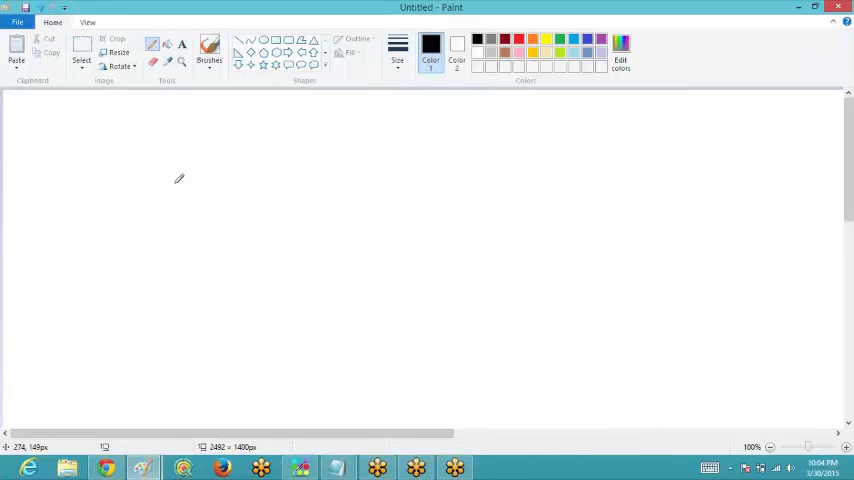 Untitled - Paint
File Home View
Paste
Cut
Copy
Clipboard
Select
Crop
Resize
Rotate
Image
A
Tools
Brushes
Shapes
Outline
Fill
Size
Color 1
Color 2
Colors
Edit colors
274, 149px
2492 × 1400px
100%
10:04 PM
3/30/2015